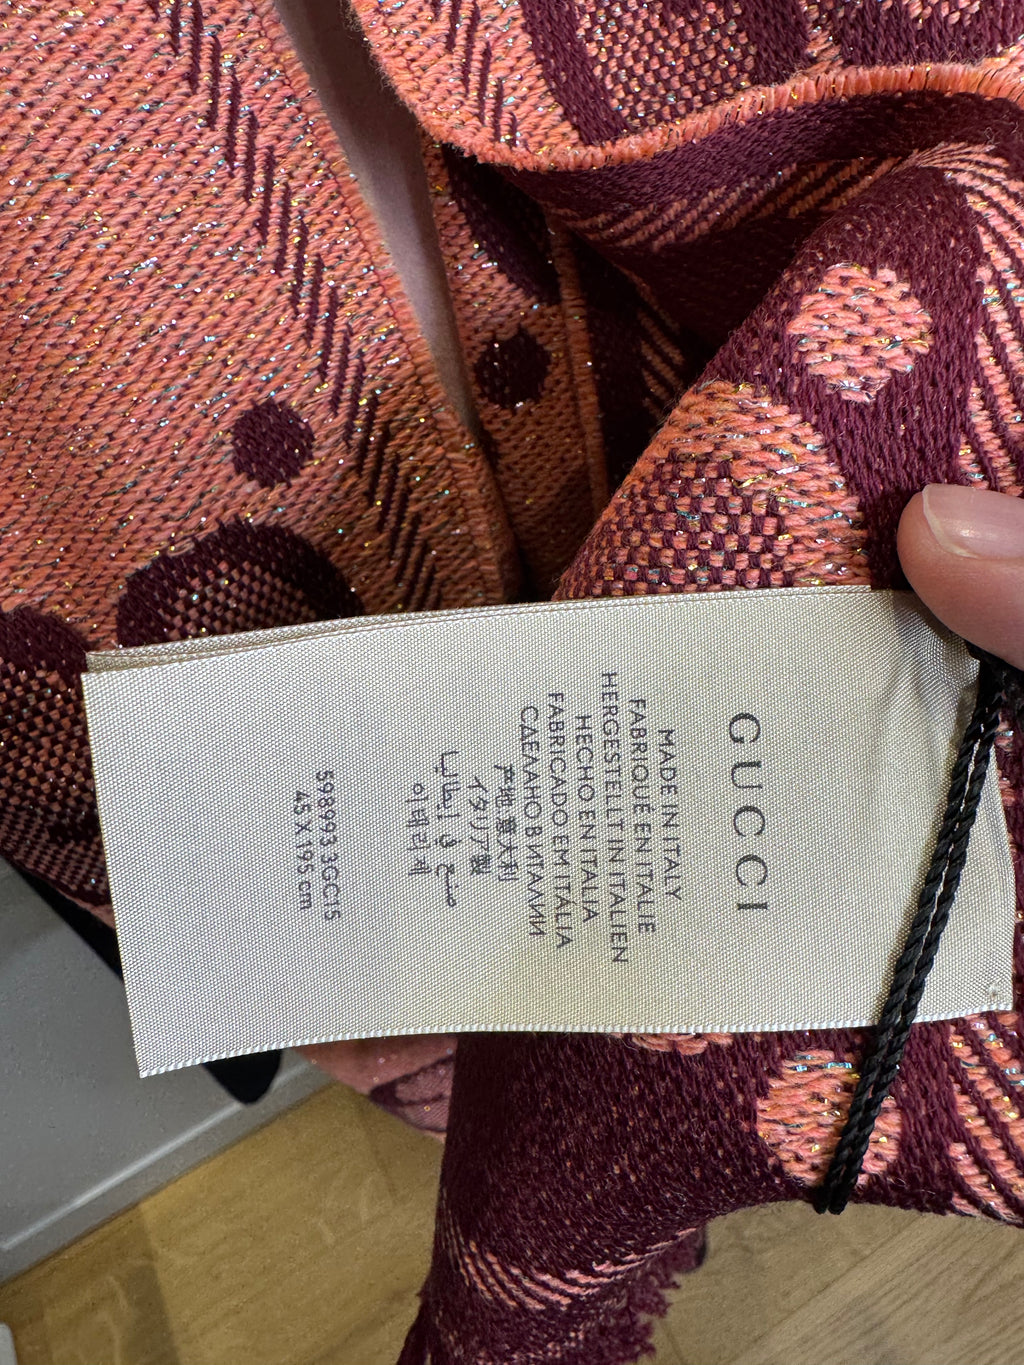 GUCCI
MADE IN ITALY
FABRIQUÉ EN ITALIE
HERGESTELLT IN ITALIEN
HECHO EN ITALIA
FABRICADO EM ITÁLIA
СДЕЛАНО В ИТАЛИИ
产地 意大利
イタリア製
صنع في إيطاليا
이태리제
598993 3GCC15
45 X 195 cm